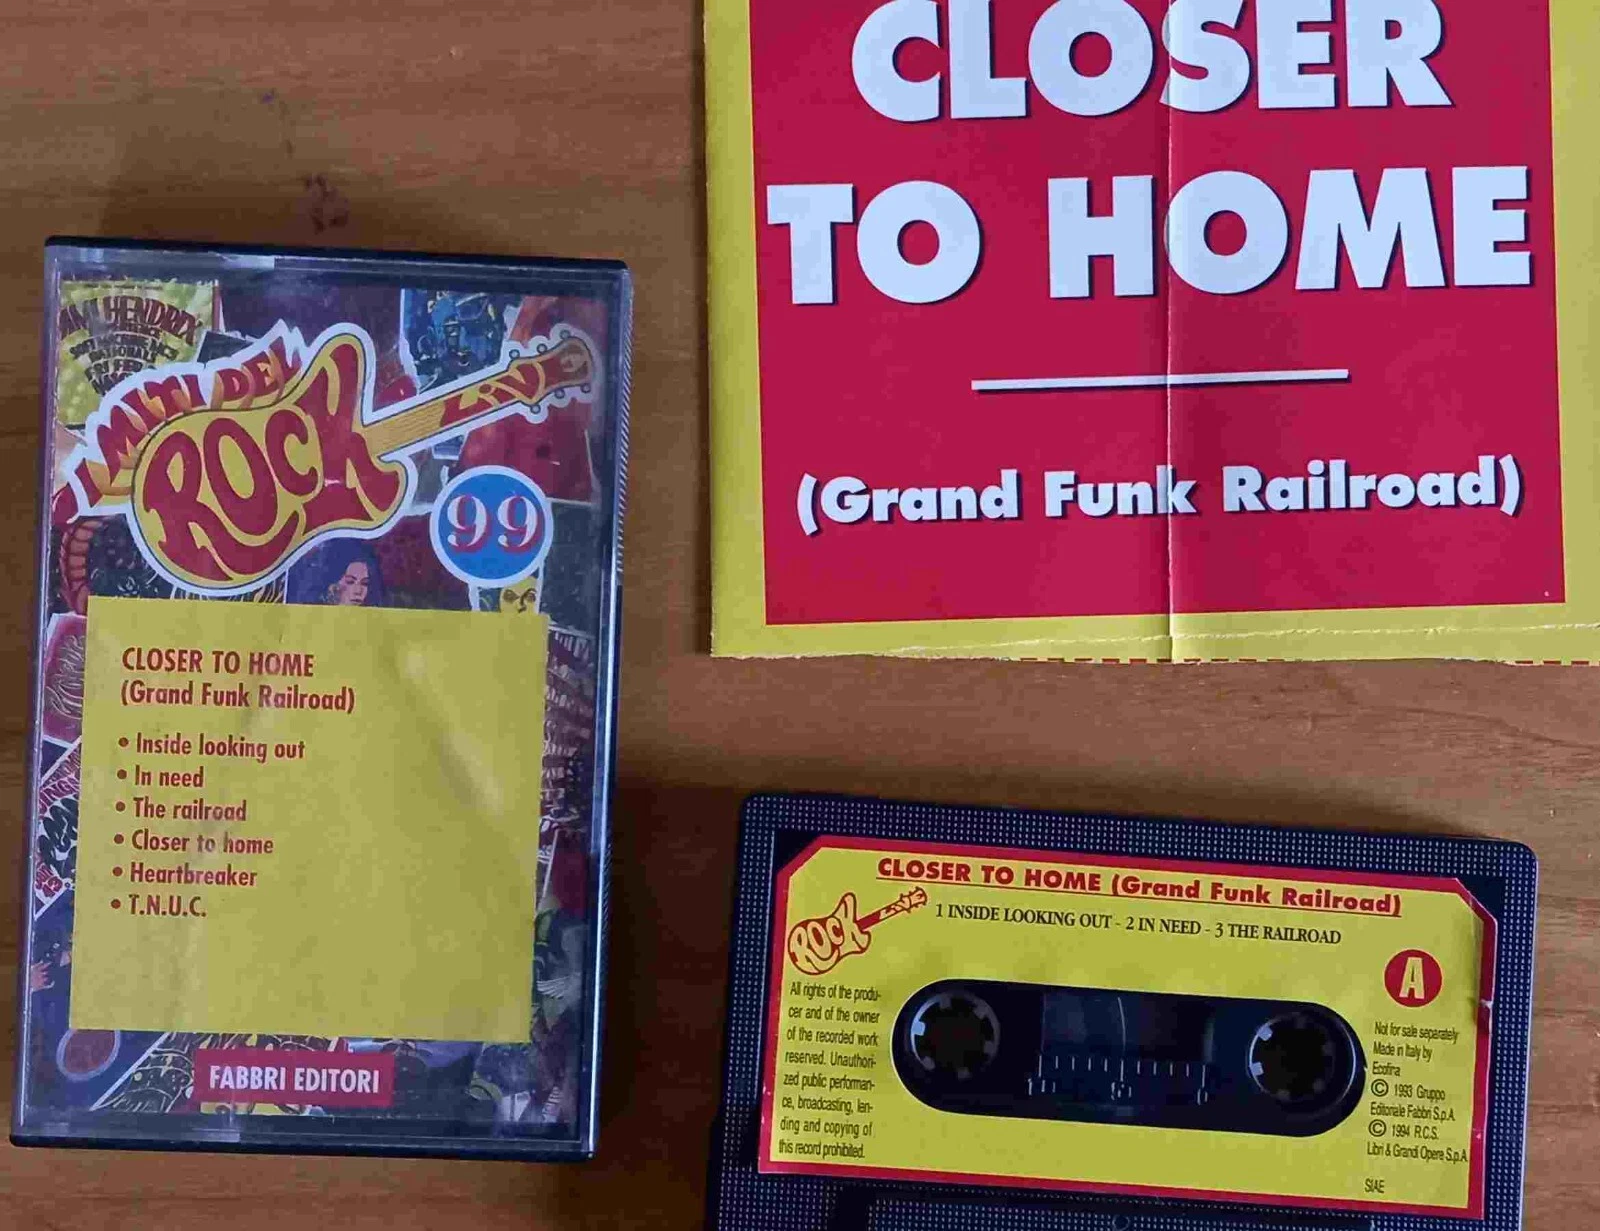 CLOSER
TO HOME
(Grand Funk Railroad)
I MITI DEL
ROCK
LIVE
99
CLOSER TO HOME
(Grand Funk Railroad)
• Inside looking out
• In need
• The railroad
• Closer to home
• Heartbreaker
• T.N.U.C.
FABBRI EDITORI
CLOSER TO HOME (Grand Funk Railroad)
ROCK LIVE
1 INSIDE LOOKING OUT - 2 IN NEED - 3 THE RAILROAD
A
All rights of the produ-
cer and of the owner
of the recorded work
reserved. Unauthori-
zed public performan-
ce, broadcasting, len-
ding and copying of
this record prohibited.
Not for sale separately
Made in Italy by
Ecofina
© 1993 Gruppo
Editoriale Fabbri S.p.A.
© 1994 R.C.S.
Libri & Grandi Opere S.p.A.
SIAE